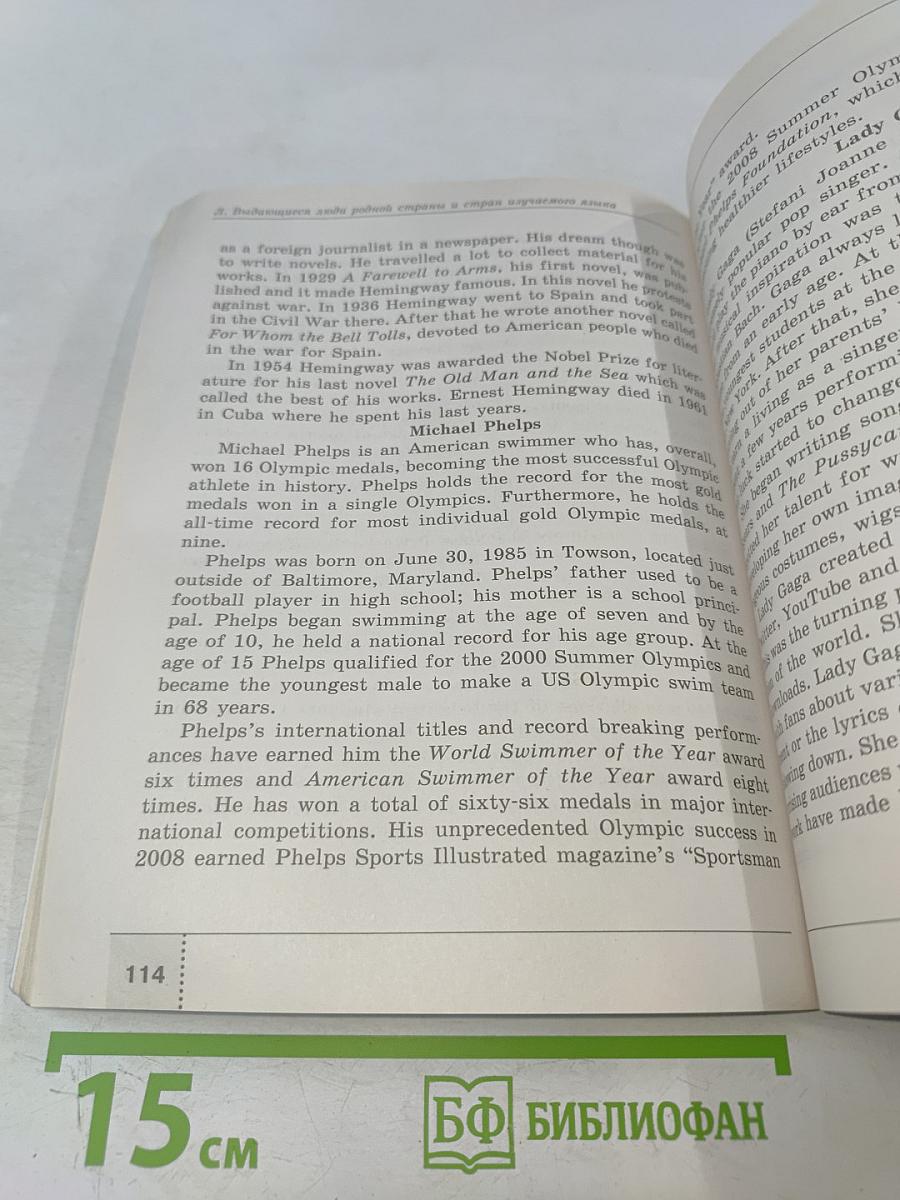 Л. Выдающиеся люди родной страны и стран изучаемого языка
as a foreign journalist in a newspaper. His dream though was
to write novels. He travelled a lot to collect material for his
works. In 1929 A Farewell to Arms, his first novel, was pub-
lished and it made Hemingway famous. In this novel he protests
against war. In 1936 Hemingway went to Spain and took part
in the Civil War there. After that he wrote another novel called
For Whom the Bell Tolls, devoted to American people who died
in the war for Spain.
In 1954 Hemingway was awarded the Nobel Prize for liter-
ature for his last novel The Old Man and the Sea which was
called the best of his works. Ernest Hemingway died in 1961
in Cuba where he spent his last years.
Michael Phelps
Michael Phelps is an American swimmer who has, overall,
won 16 Olympic medals, becoming the most successful Olympic
athlete in history. Phelps holds the record for the most gold
medals won in a single Olympics. Furthermore, he holds the
all-time record for most individual gold Olympic medals, at
nine.
Phelps was born on June 30, 1985 in Towson, located just
outside of Baltimore, Maryland. Phelps' father used to be a
football player in high school; his mother is a school princi-
pal. Phelps began swimming at the age of seven and by the
age of 10, he held a national record for his age group. At the
age of 15 Phelps qualified for the 2000 Summer Olympics and
became the youngest male to make a US Olympic swim team
in 68 years.
Phelps's international titles and record breaking perform-
ances have earned him the World Swimmer of the Year award
six times and American Swimmer of the Year award eight
times. He has won a total of sixty-six medals in major inter-
national competitions. His unprecedented Olympic success in
2008 earned Phelps Sports Illustrated magazine's “Sportsman
114
award.
the 2008 Summer
Phelps Foundation, which
healthier lifestyles.
Lady
Gaga (Stefani Joanne
popular pop singer.
the piano by ear from
inspiration was
Bach. Gaga always
from an early age. At
students at the
York. After that, she
out of her parents'
a living as a singer
a few years
luck started to change
She began writing
and The
her talent for
her own
costumes, wigs
Lady Gaga created
YouTube and
was the turning
of the world.
Lady
fans about
or the lyrics
down. She
audiences
have made
15 см
БФ БИБЛИОФАН